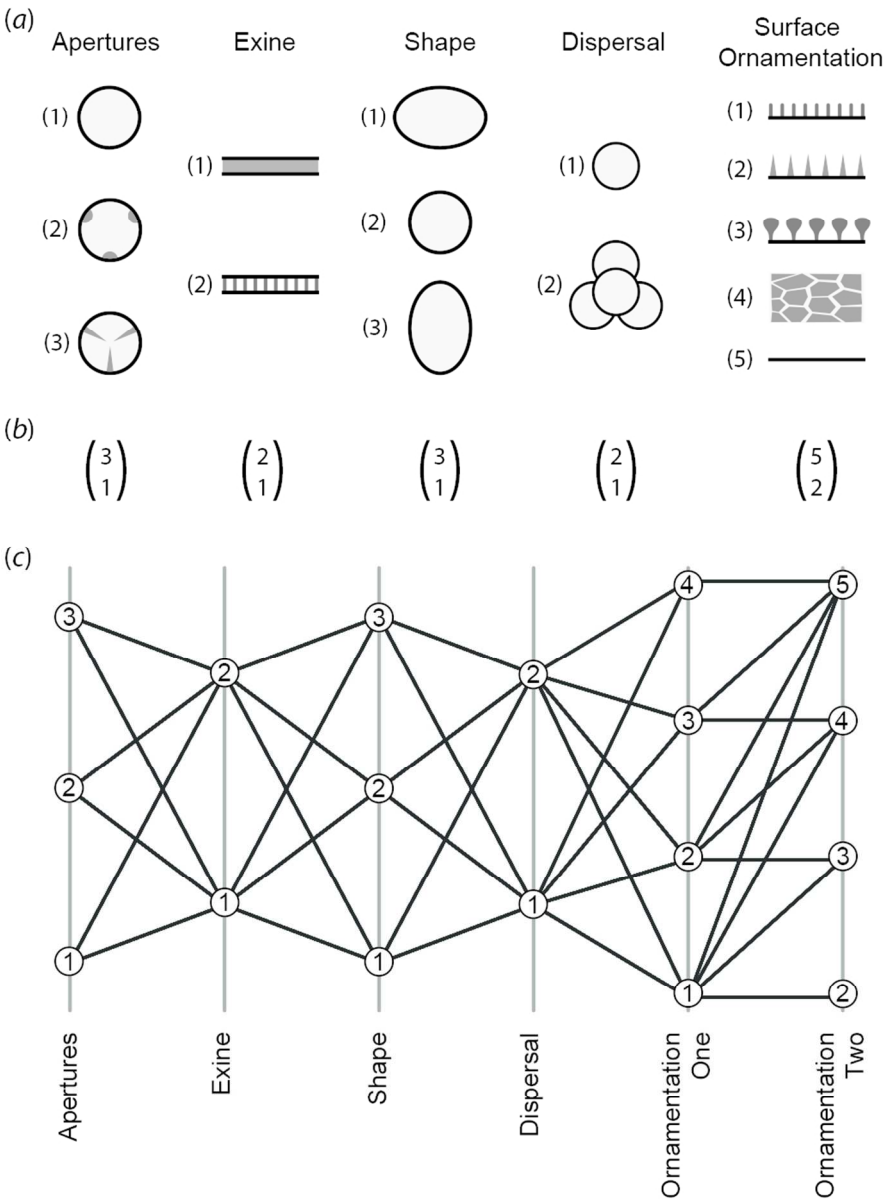 (a)
Apertures Exine Shape Dispersal Surface
Ornamentation
(1) (1) (1)
(1) (1)
(2)
(2) (2) (3)
(2) (2) (4)
(3) (3)
(5)
(b)
3 2 3 2 5
1 1 1 1 2
(c)
4 5
3 3
2 2
3 4
2 2
2 3
1 1
1 1
1 2
Apertures
Exine
Shape
Dispersal
Ornamentation
One
Ornamentation
Two